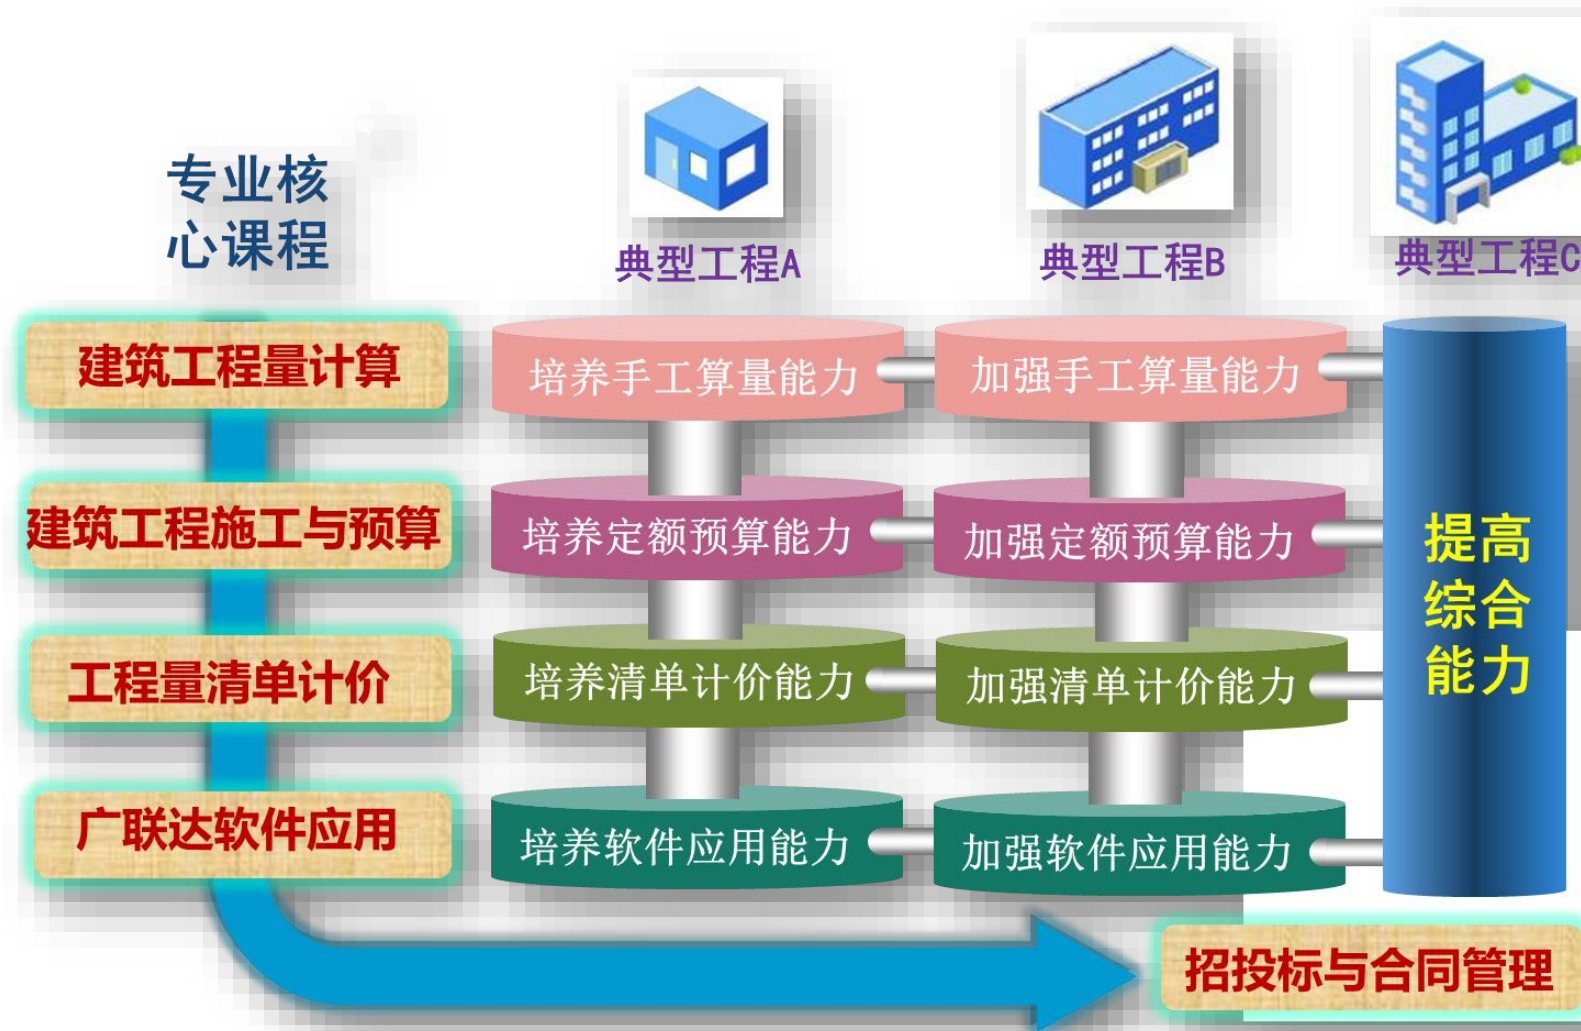 专业核
心课程
典型工程A
典型工程B
典型工程C
建筑工程量计算
培养手工算量能力
加强手工算量能力
建筑工程施工与预算
培养定额预算能力
加强定额预算能力
工程量清单计价
培养清单计价能力
加强清单计价能力
广联达软件应用
培养软件应用能力
加强软件应用能力
提高
综合
能力
招投标与合同管理